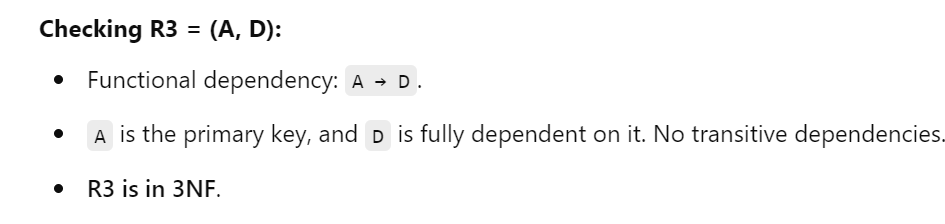 Checking R3 = (A, D):
• Functional dependency: A → D.
• A is the primary key, and D is fully dependent on it. No transitive dependencies.
• R3 is in 3NF.